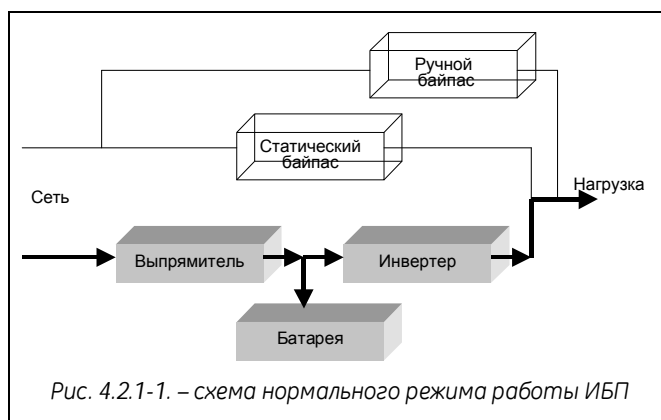 Ручной
байпас
Статический
байпас
Сеть
Нагрузка
Выпрямитель
Инвертер
Батарея
Рис. 4.2.1-1. – схема нормального режима работы ИБП